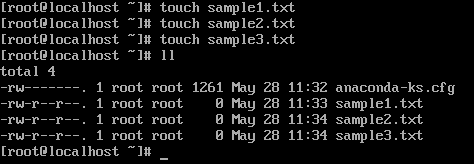 [root@localhost ~]# touch sample1.txt
[root@localhost ~]# touch sample2.txt
[root@localhost ~]# touch sample3.txt
[root@localhost ~]# ll
total 4
-rw-------. 1 root root 1261 May 28 11:32 anaconda-ks.cfg
-rw-r--r--. 1 root root    0 May 28 11:33 sample1.txt
-rw-r--r--. 1 root root    0 May 28 11:34 sample2.txt
-rw-r--r--. 1 root root    0 May 28 11:34 sample3.txt
[root@localhost ~]# _